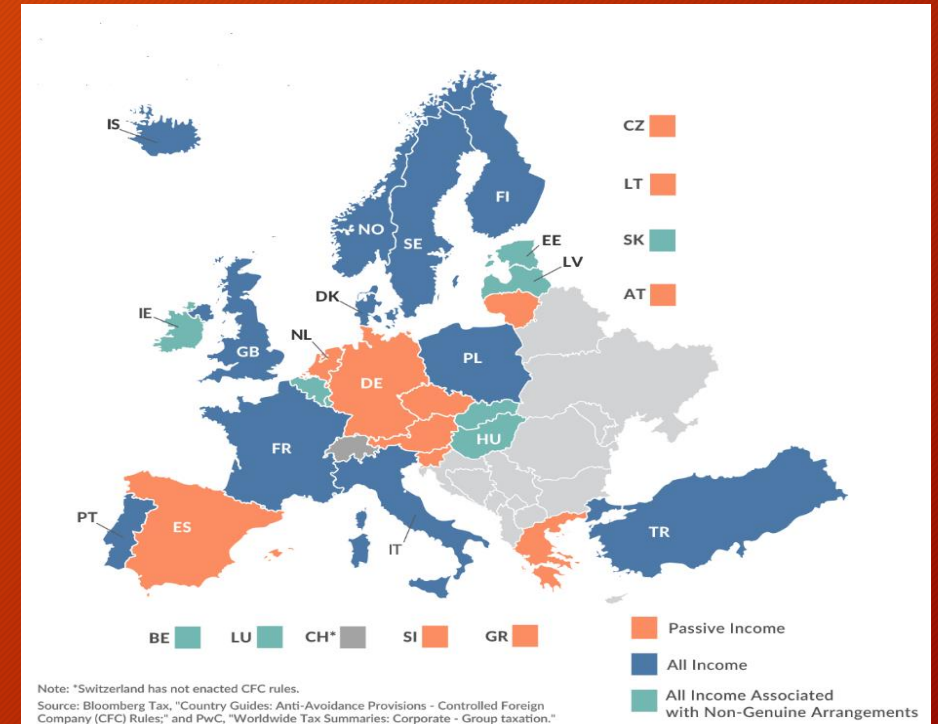 IS
CZ
LT
FI
NO
SE
SK
EE
LV
DK
AT
IE
NL
GB
PL
DE
HU
FR
PT
ES
IT
TR
BE
LU
CH*
SI
GR
Passive Income
All Income
All Income Associated
with Non-Genuine Arrangements
Note: *Switzerland has not enacted CFC rules.
Source: Bloomberg Tax, "Country Guides: Anti-Avoidance Provisions - Controlled Foreign
Company (CFC) Rules;" and PwC, "Worldwide Tax Summaries: Corporate - Group taxation."